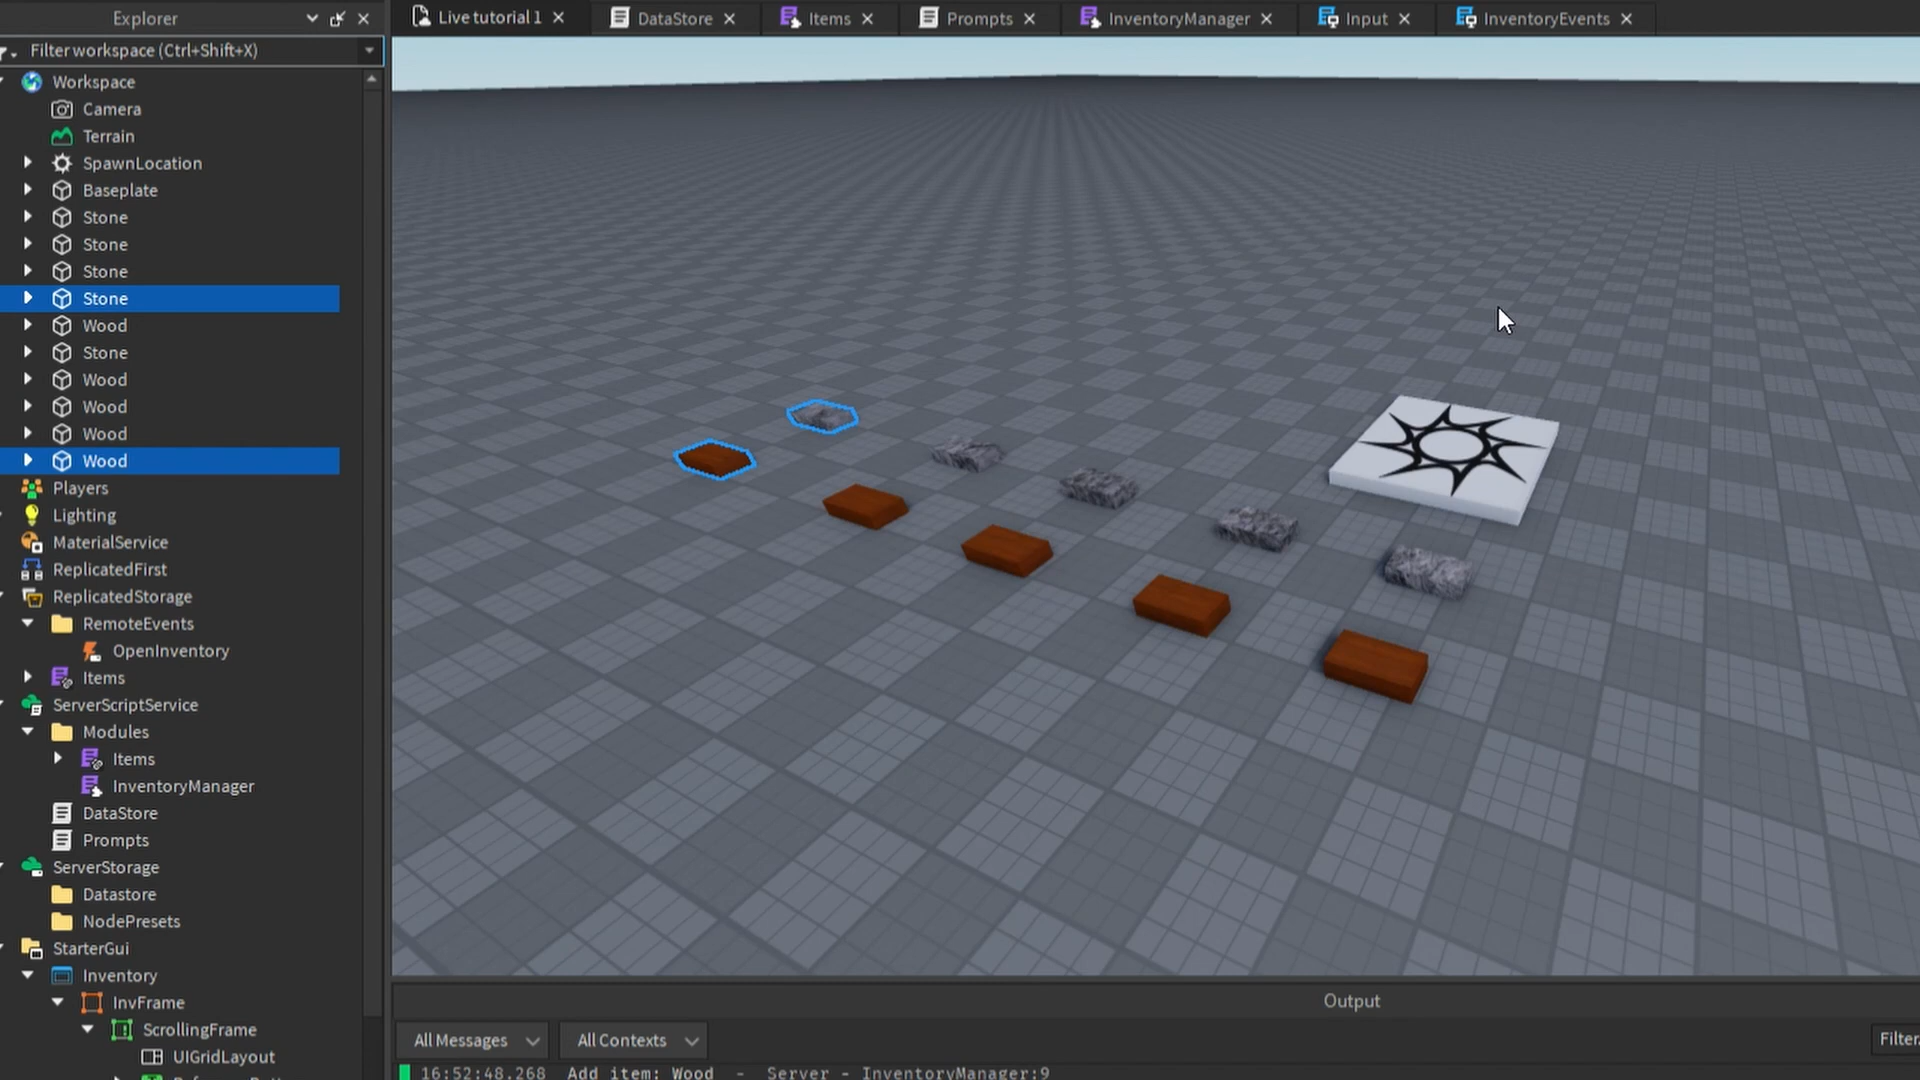 Explorer
Filter workspace (Ctrl+Shift+X)
Workspace
Camera
Terrain
SpawnLocation
Baseplate
Stone
Stone
Stone
Stone
Wood
Stone
Wood
Wood
Wood
Wood
Players
Lighting
MaterialService
ReplicatedFirst
ReplicatedStorage
RemoteEvents
OpenInventory
Items
ServerScriptService
Modules
Items
InventoryManager
DataStore
Prompts
ServerStorage
Datastore
NodePresets
StarterGui
Inventory
InvFrame
ScrollingFrame
UIGridLayout
Live tutorial 1
DataStore
Items
Prompts
InventoryManager
Input
InventoryEvents
Output
All Messages
All Contexts
Filter.
16:52:48.268 Add item: Wood - Server - InventoryManager:9